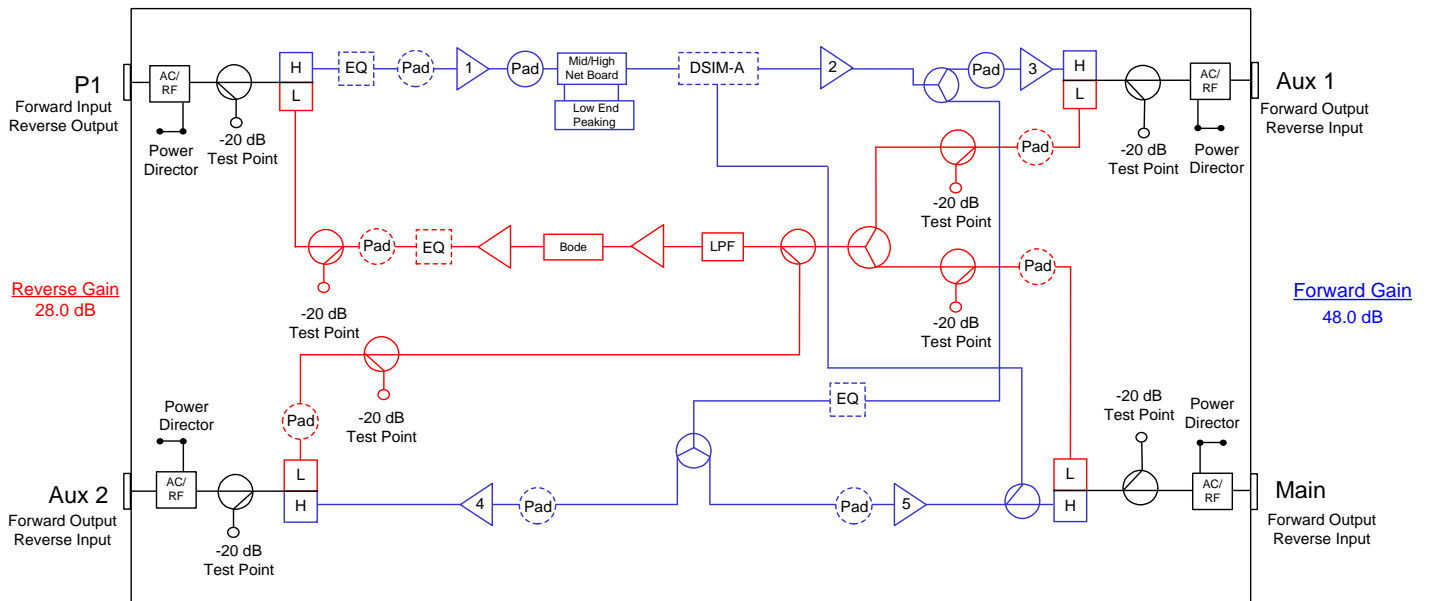 P1
Forward Input
Reverse Output
AC/
RF
Power
Director
-20 dB
Test Point
H
L
EQ
Pad
1
Pad
Mid/High
Net Board
Low End
Peaking
DSIM-A
2
Pad
3
H
L
-20 dB
Test Point
AC/
RF
Power
Director
Aux 1
Forward Output
Reverse Input
Pad
-20 dB
Test Point
Pad
EQ
Bode
LPF
-20 dB
Test Point
Pad
-20 dB
Test Point
Reverse Gain
28.0 dB
Forward Gain
48.0 dB
Pad
-20 dB
Test Point
EQ
-20 dB
Test Point
Power
Director
Power
Director
Aux 2
Forward Output
Reverse Input
AC/
RF
-20 dB
Test Point
L
H
4
Pad
Pad
5
L
H
AC/
RF
Main
Forward Output
Reverse Input